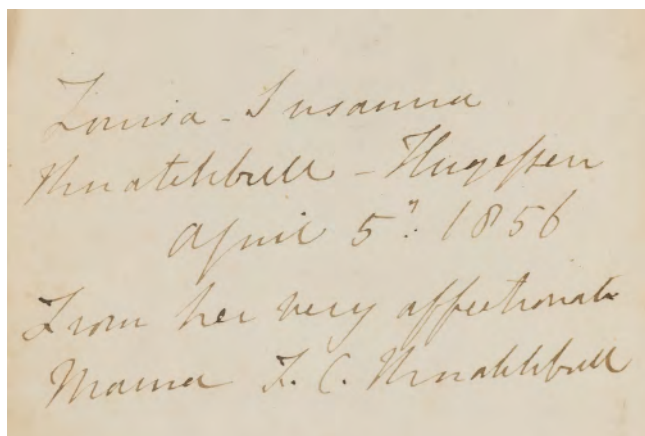 Louisa - Susanna
Knatchbull - Hugessen
April 5th. 1856
From her very affectionate
Mama F. C. Knatchbull